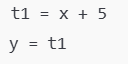 t1 = x + 5
y = t1